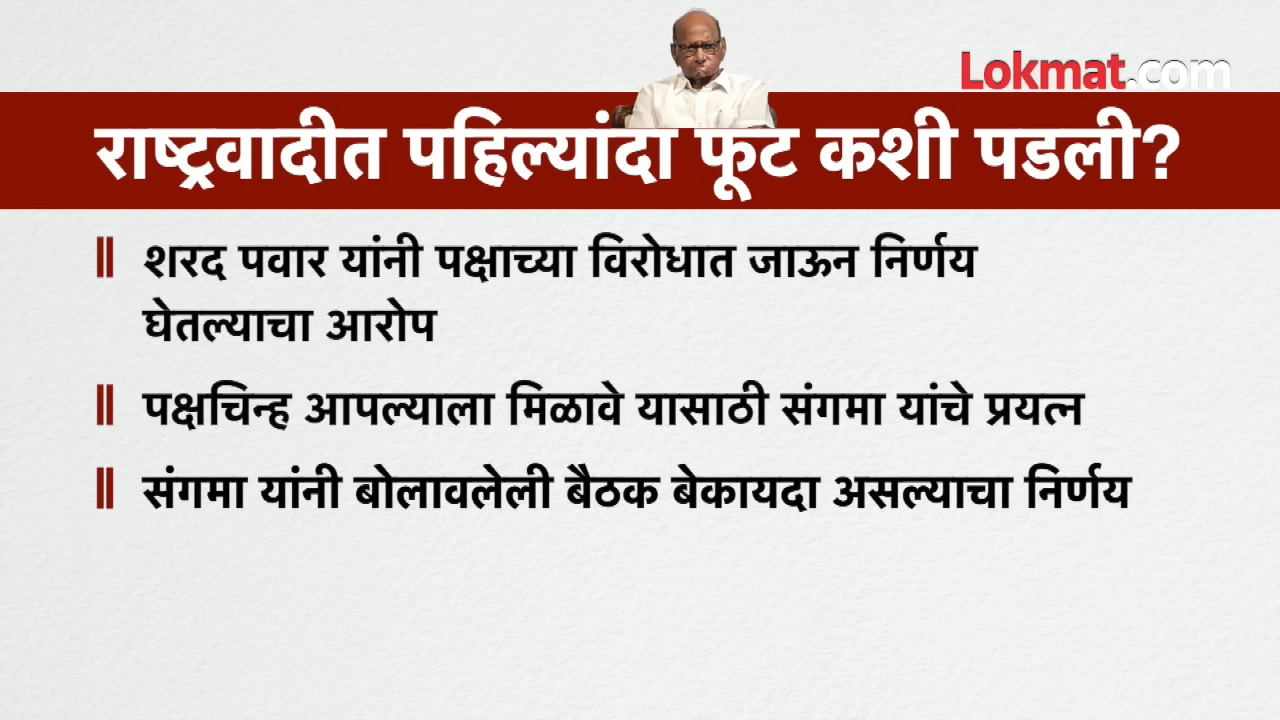 Lokmat.com
राष्ट्रवादीत पहिल्यांदा फूट कशी पडली?
शरद पवार यांनी पक्षाच्या विरोधात जाऊन निर्णय
घेतल्याचा आरोप
पक्षचिन्ह आपल्याला मिळावे यासाठी संगमा यांचे प्रयत्न
संगमा यांनी बोलावलेली बैठक बेकायदा असल्याचा निर्णय